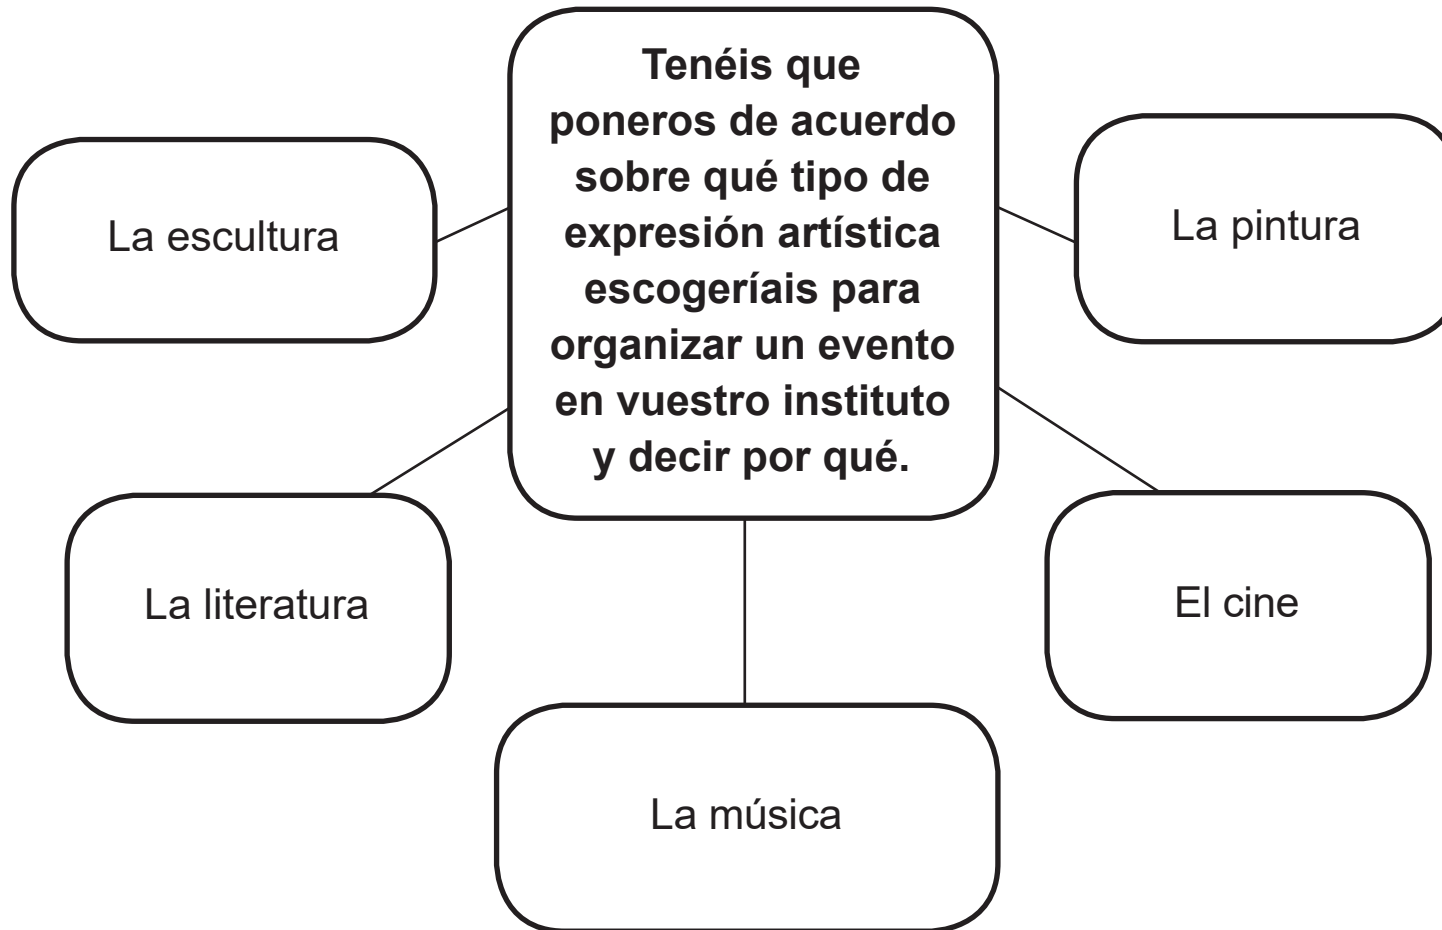 Tenéis que
poneros de acuerdo
sobre qué tipo de
expresión artística
escogeríais para
organizar un evento
en vuestro instituto
y decir por qué.
La escultura
La pintura
La literatura
El cine
La música